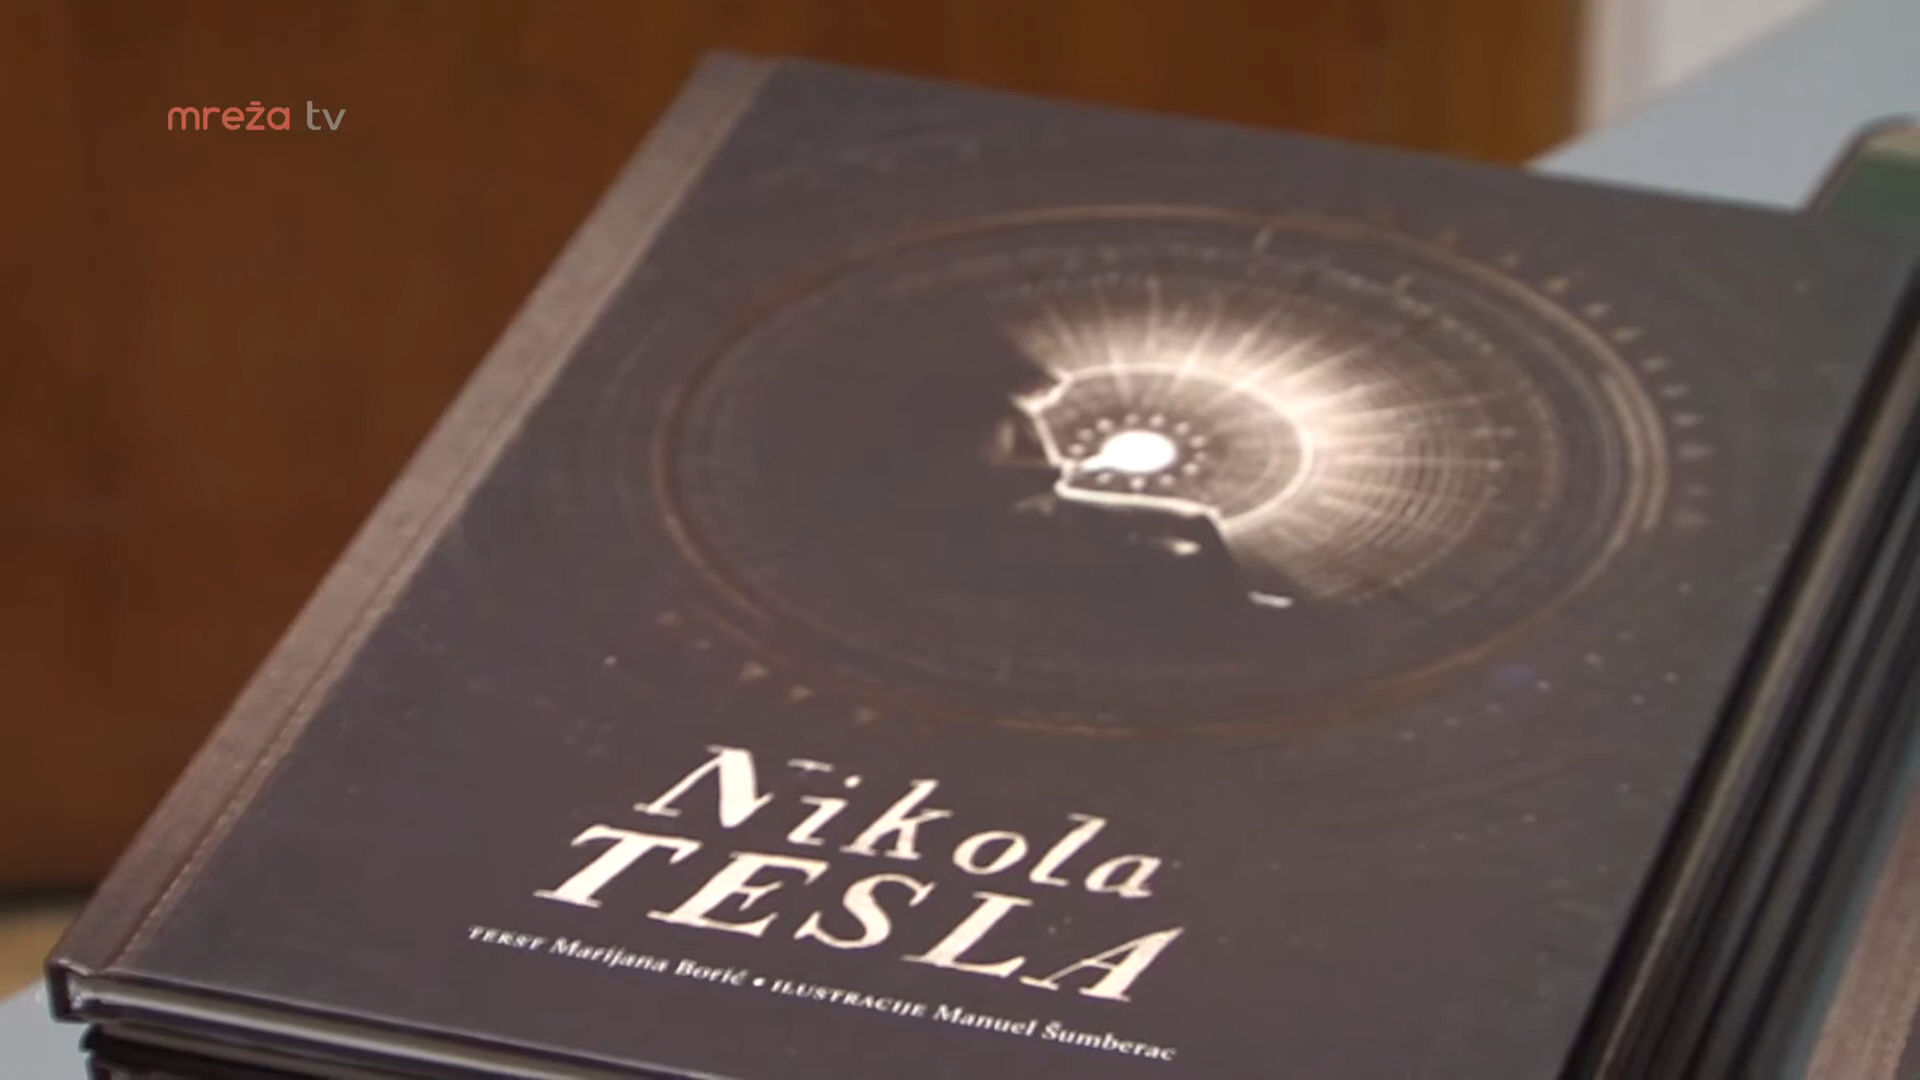 mreža tv
Nikola
TESLA
TEKST Marijana Borić • ILUSTRACIJE Manuel Šumberac